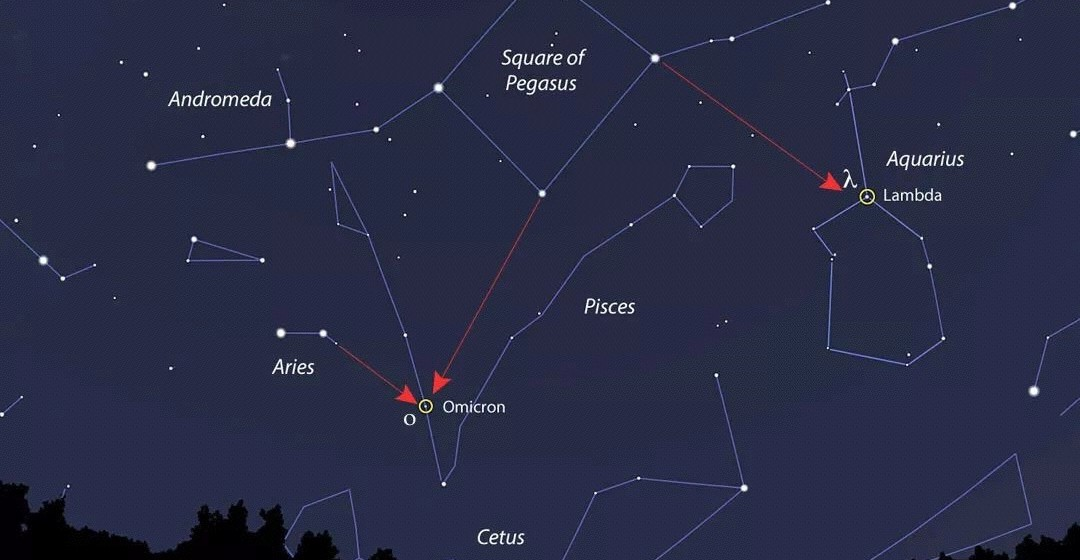 Square of
Pegasus
Andromeda
Aquarius
λ
Lambda
Pisces
Aries
Omicron
o
Cetus